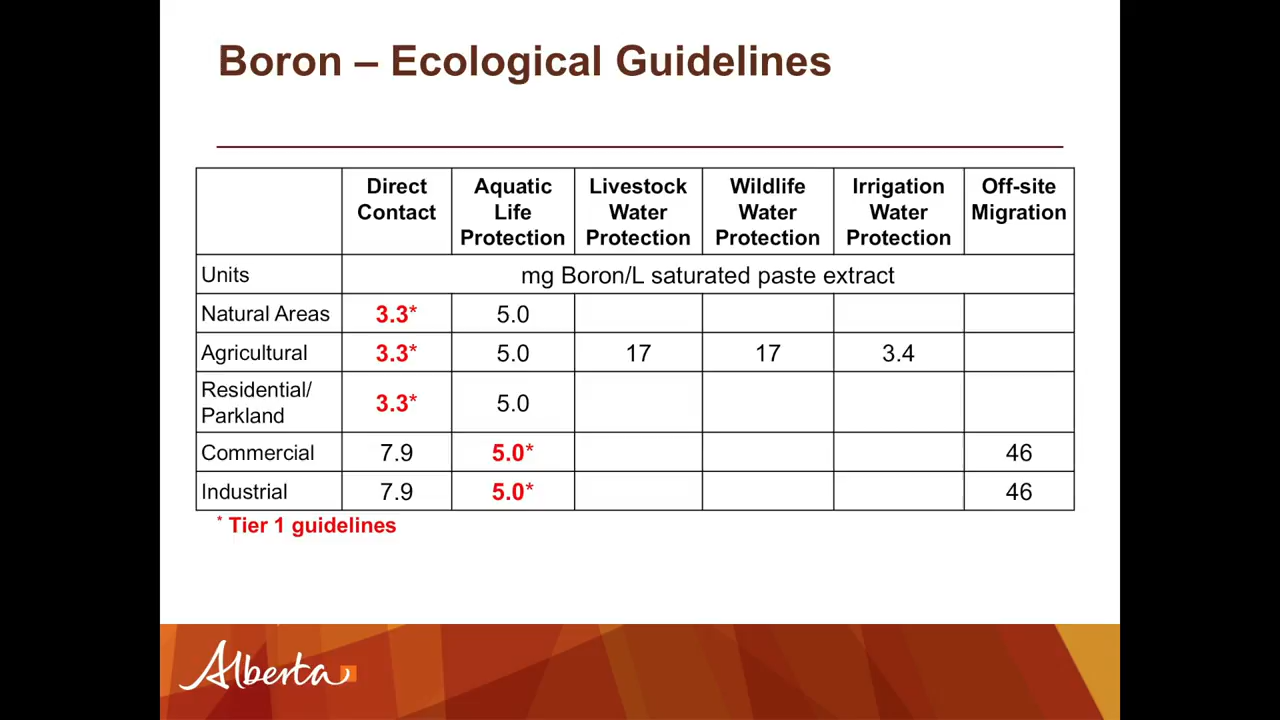 Boron – Ecological Guidelines
Direct Contact
Aquatic Life Protection
Livestock Water Protection
Wildlife Water Protection
Irrigation Water Protection
Off-site Migration
Units mg Boron/L saturated paste extract
Natural Areas 3.3* 5.0
Agricultural 3.3* 5.0 17 17 3.4
Residential/ Parkland 3.3* 5.0
Commercial 7.9 5.0* 46
Industrial 7.9 5.0* 46
* Tier 1 guidelines
Alberta